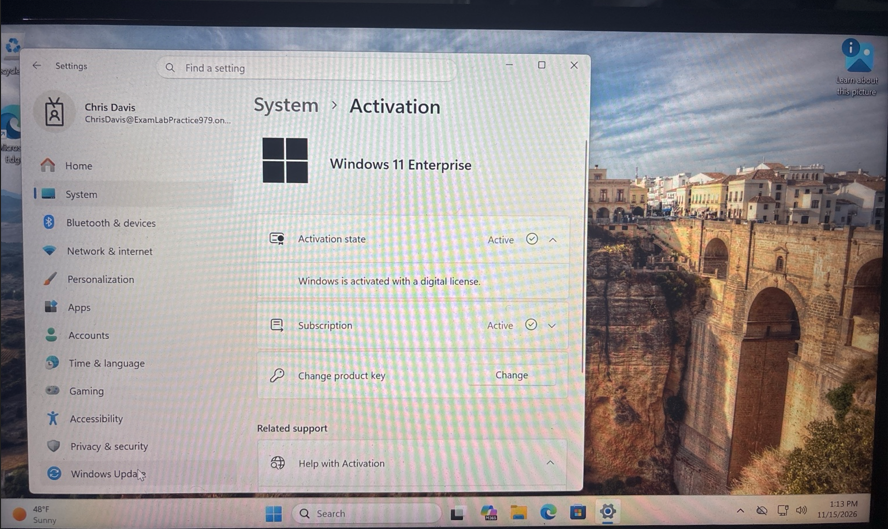 Settings
Find a setting
Chris Davis
ChrisDavis@ExamLabPractice979.on...
Home
System
Bluetooth & devices
Network & internet
Personalization
Apps
Accounts
Time & language
Gaming
Accessibility
Privacy & security
Windows Update
System > Activation
Windows 11 Enterprise
Activation state
Active
Windows is activated with a digital license.
Subscription
Active
Change product key
Change
Related support
Help with Activation
Learn about
this picture
48°F
Sunny
Search
1:13 PM
11/15/2026